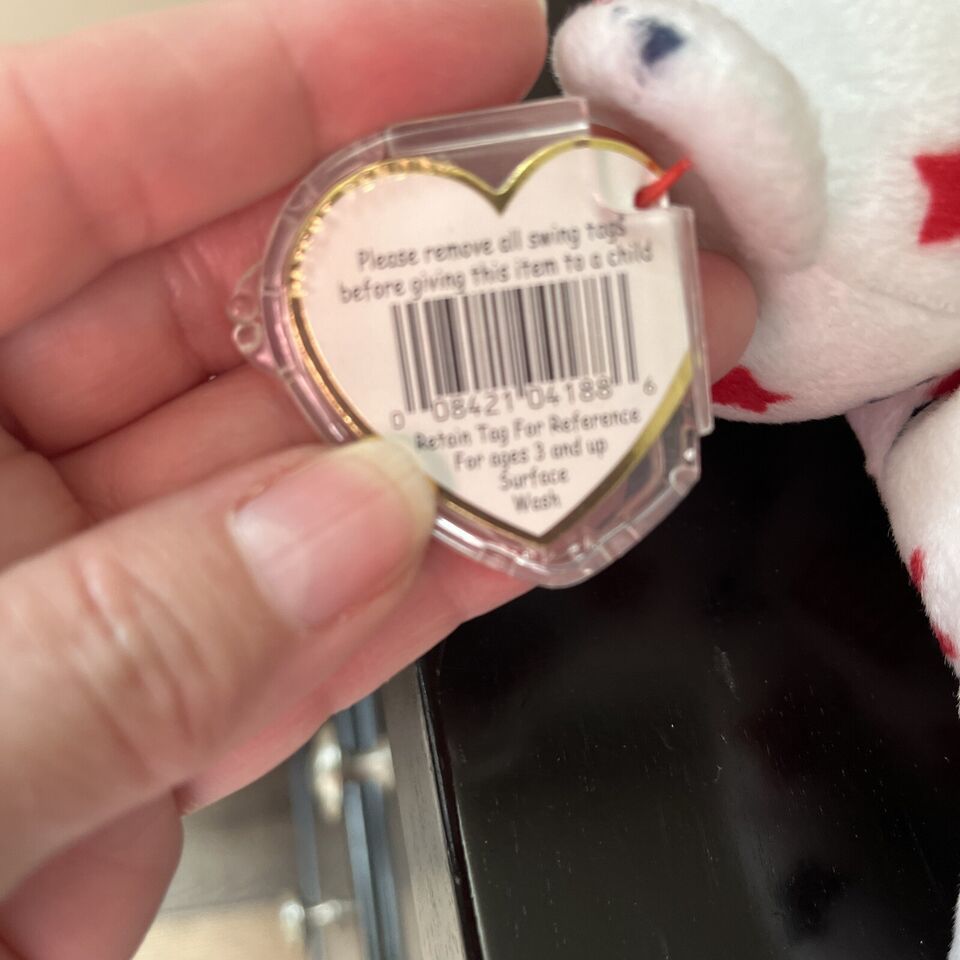 Please remove all swing tags
before giving this item to a child
0 08421 04188 6
Retain Tag For Reference
For ages 3 and up
Surface
Wash